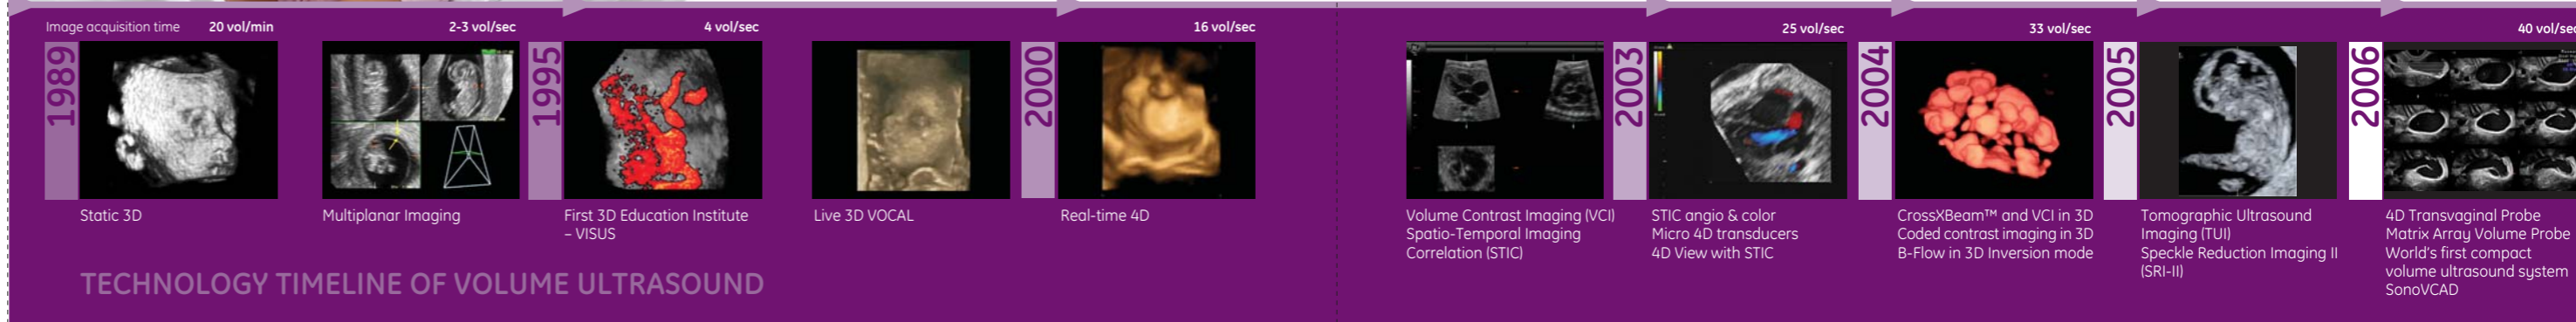 Image acquisition time 20 vol/min
2-3 vol/sec
4 vol/sec
16 vol/sec
25 vol/sec
33 vol/sec
40 vol/sec
1989
1995
2000
2003
2004
2005
2006
Static 3D
Multiplanar Imaging
First 3D Education Institute
– VISUS
Live 3D VOCAL
Real-time 4D
Volume Contrast Imaging (VCI)
Spatio-Temporal Imaging
Correlation (STIC)
STIC angio & color
Micro 4D transducers
4D View with STIC
CrossXBeam™ and VCI in 3D
Coded contrast imaging in 3D
B-Flow in 3D Inversion mode
Tomographic Ultrasound
Imaging (TUI)
Speckle Reduction Imaging II
(SRI-II)
4D Transvaginal Probe
Matrix Array Volume Probe
World's first compact
volume ultrasound system
SonoVCAD
TECHNOLOGY TIMELINE OF VOLUME ULTRASOUND